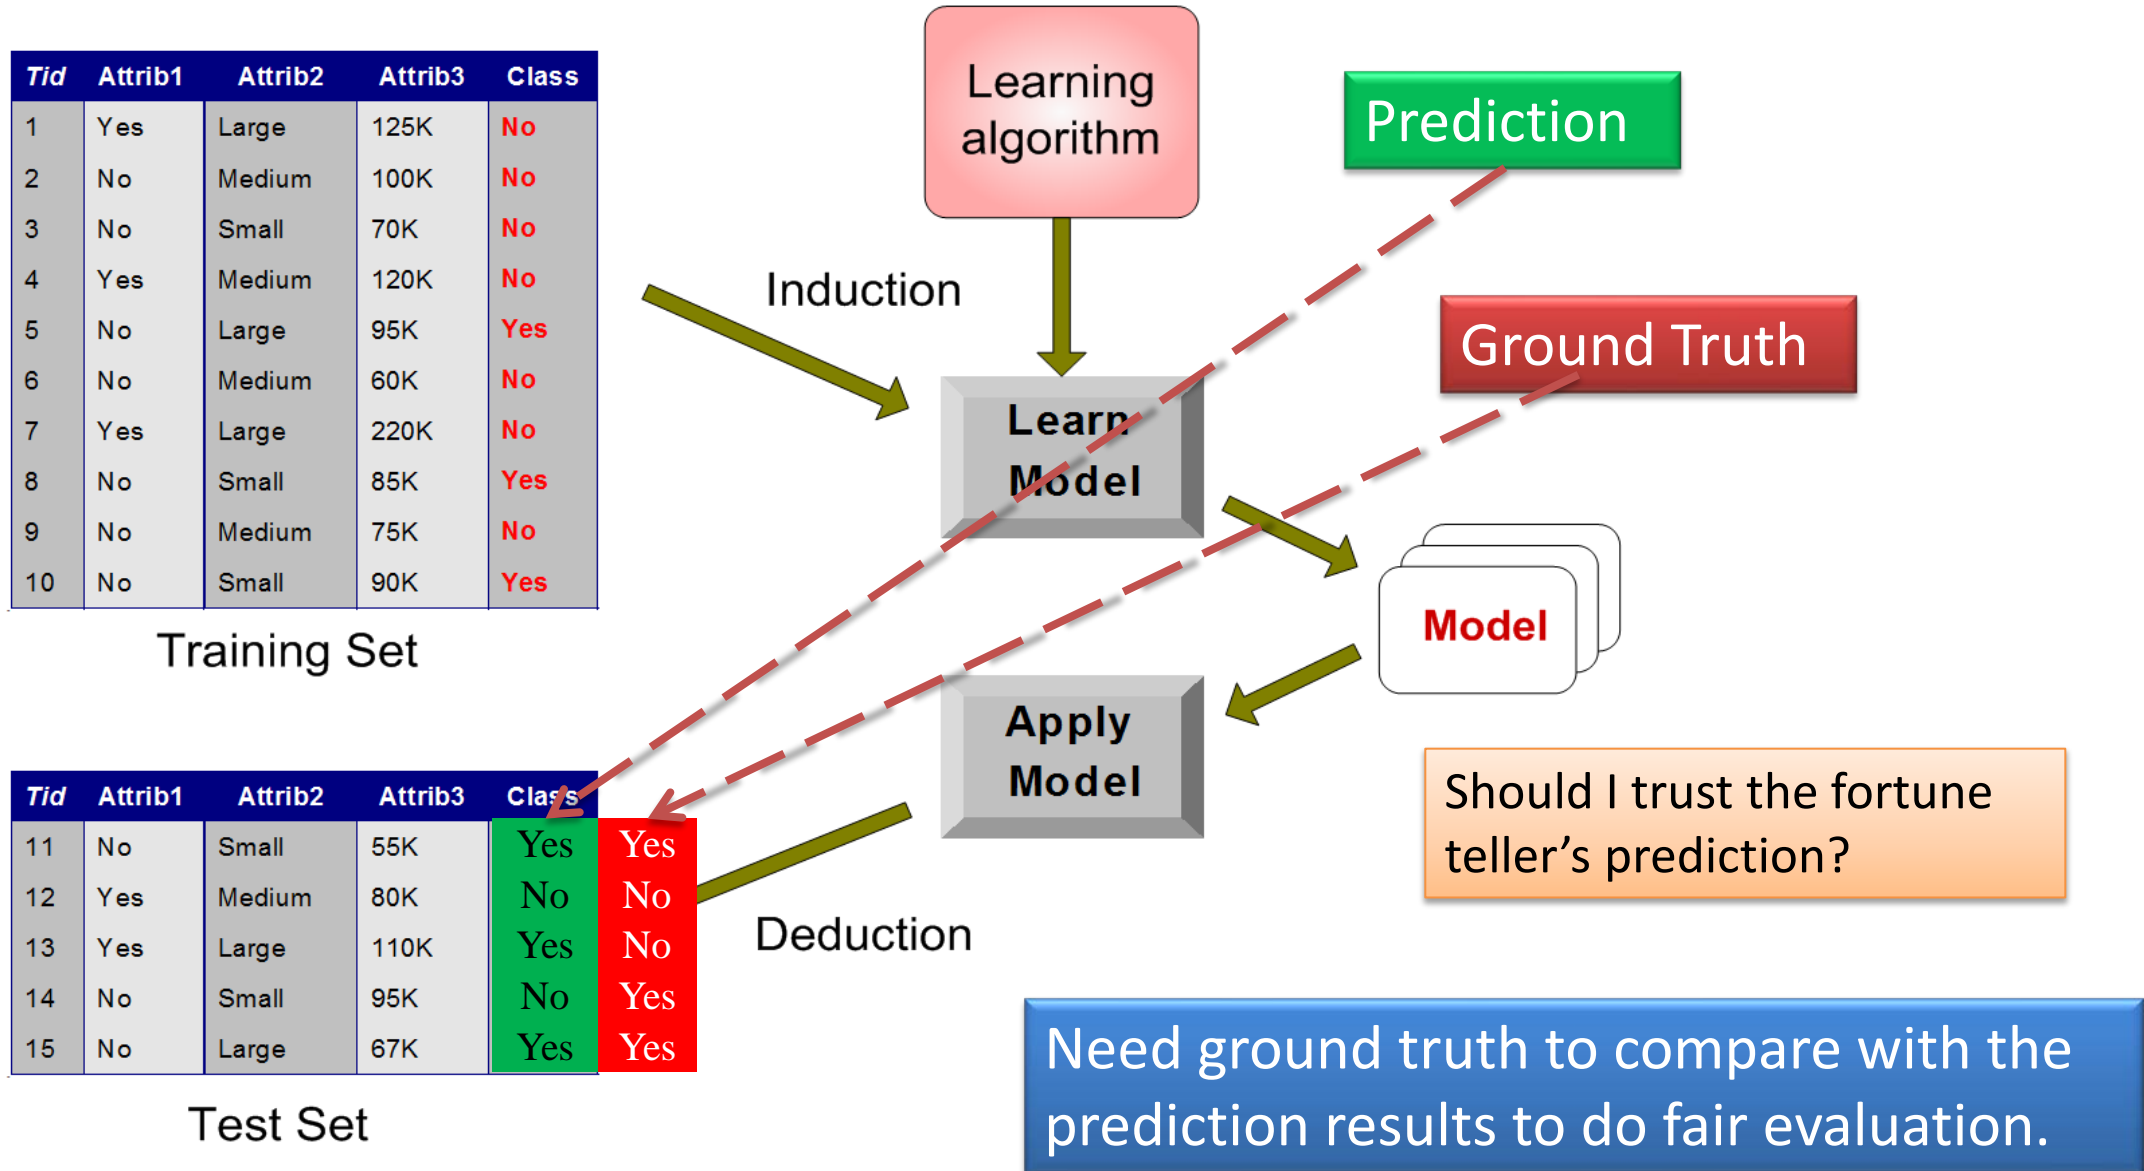 Tid Attrib1 Attrib2 Attrib3 Class
1 Yes Large 125K No
2 No Medium 100K No
3 No Small 70K No
4 Yes Medium 120K No
5 No Large 95K Yes
6 No Medium 60K No
7 Yes Large 220K No
8 No Small 85K Yes
9 No Medium 75K No
10 No Small 90K Yes
Training Set
Learning
algorithm
Prediction
Induction
Ground Truth
Learn
Model
Model
Apply
Model
Should I trust the fortune
teller’s prediction?
Tid Attrib1 Attrib2 Attrib3 Class
11 No Small 55K Yes Yes
12 Yes Medium 80K No No
13 Yes Large 110K Yes No
14 No Small 95K No Yes
15 No Large 67K Yes Yes
Deduction
Test Set
Need ground truth to compare with the
prediction results to do fair evaluation.